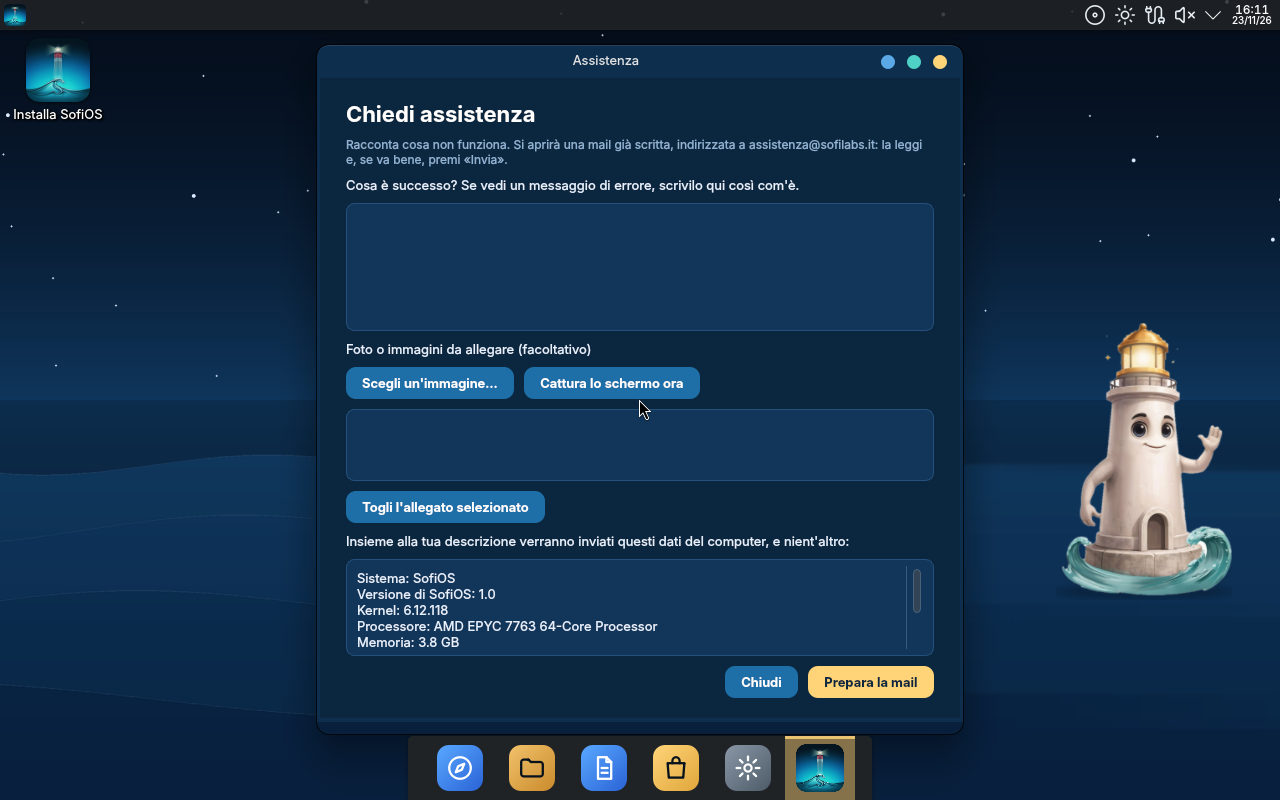 16:11
23/11/26
Assistenza
Installa SofiOS
Chiedi assistenza
Racconta cosa non funziona. Si aprirà una mail già scritta, indirizzata a assistenza@sofilabs.it: la leggi
e, se va bene, premi «Invia».
Cosa è successo? Se vedi un messaggio di errore, scrivilo qui così com'è.
Foto o immagini da allegare (facoltativo)
Scegli un'immagine...
Cattura lo schermo ora
Togli l'allegato selezionato
Insieme alla tua descrizione verranno inviati questi dati del computer, e nient'altro:
Sistema: SofiOS
Versione di SofiOS: 1.0
Kernel: 6.12.118
Processore: AMD EPYC 7763 64-Core Processor
Memoria: 3.8 GB
Chiudi
Prepara la mail